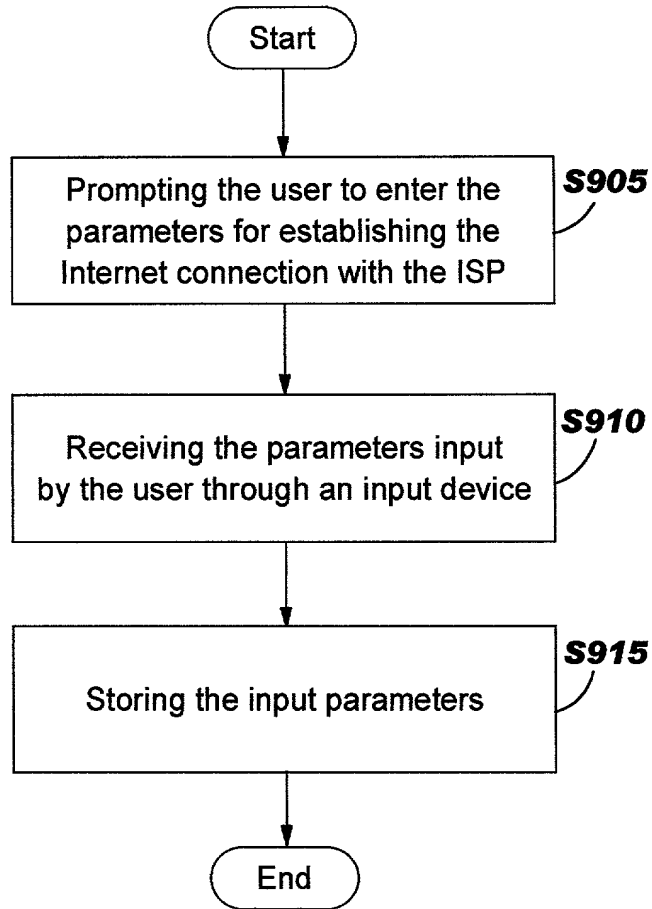 Start
Prompting the user to enter the
parameters for establishing the
Internet connection with the ISP
S905
Receiving the parameters input
by the user through an input device
S910
Storing the input parameters
S915
End